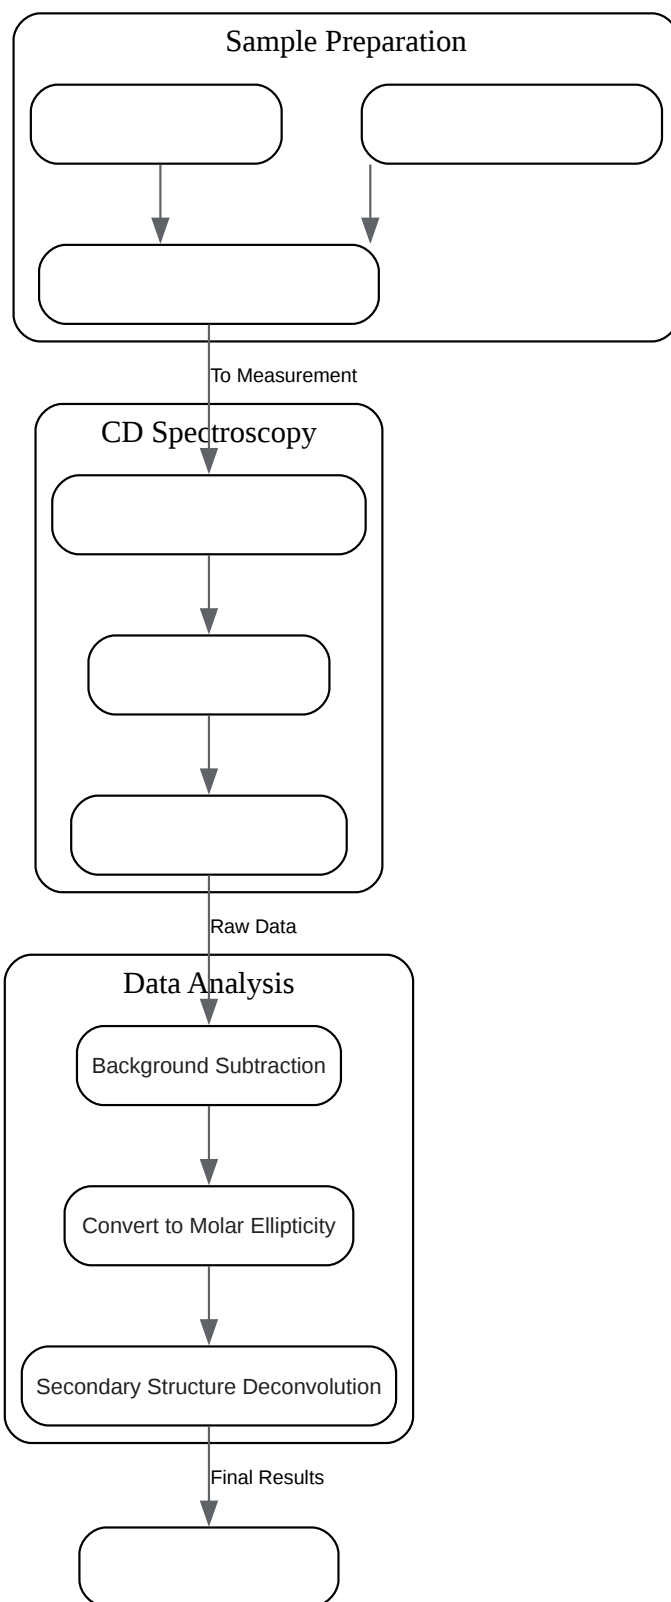 Sample Preparation
To Measurement
CD Spectroscopy
Raw Data
Data Analysis
Background Subtraction
Convert to Molar Ellipticity
Secondary Structure Deconvolution
Final Results